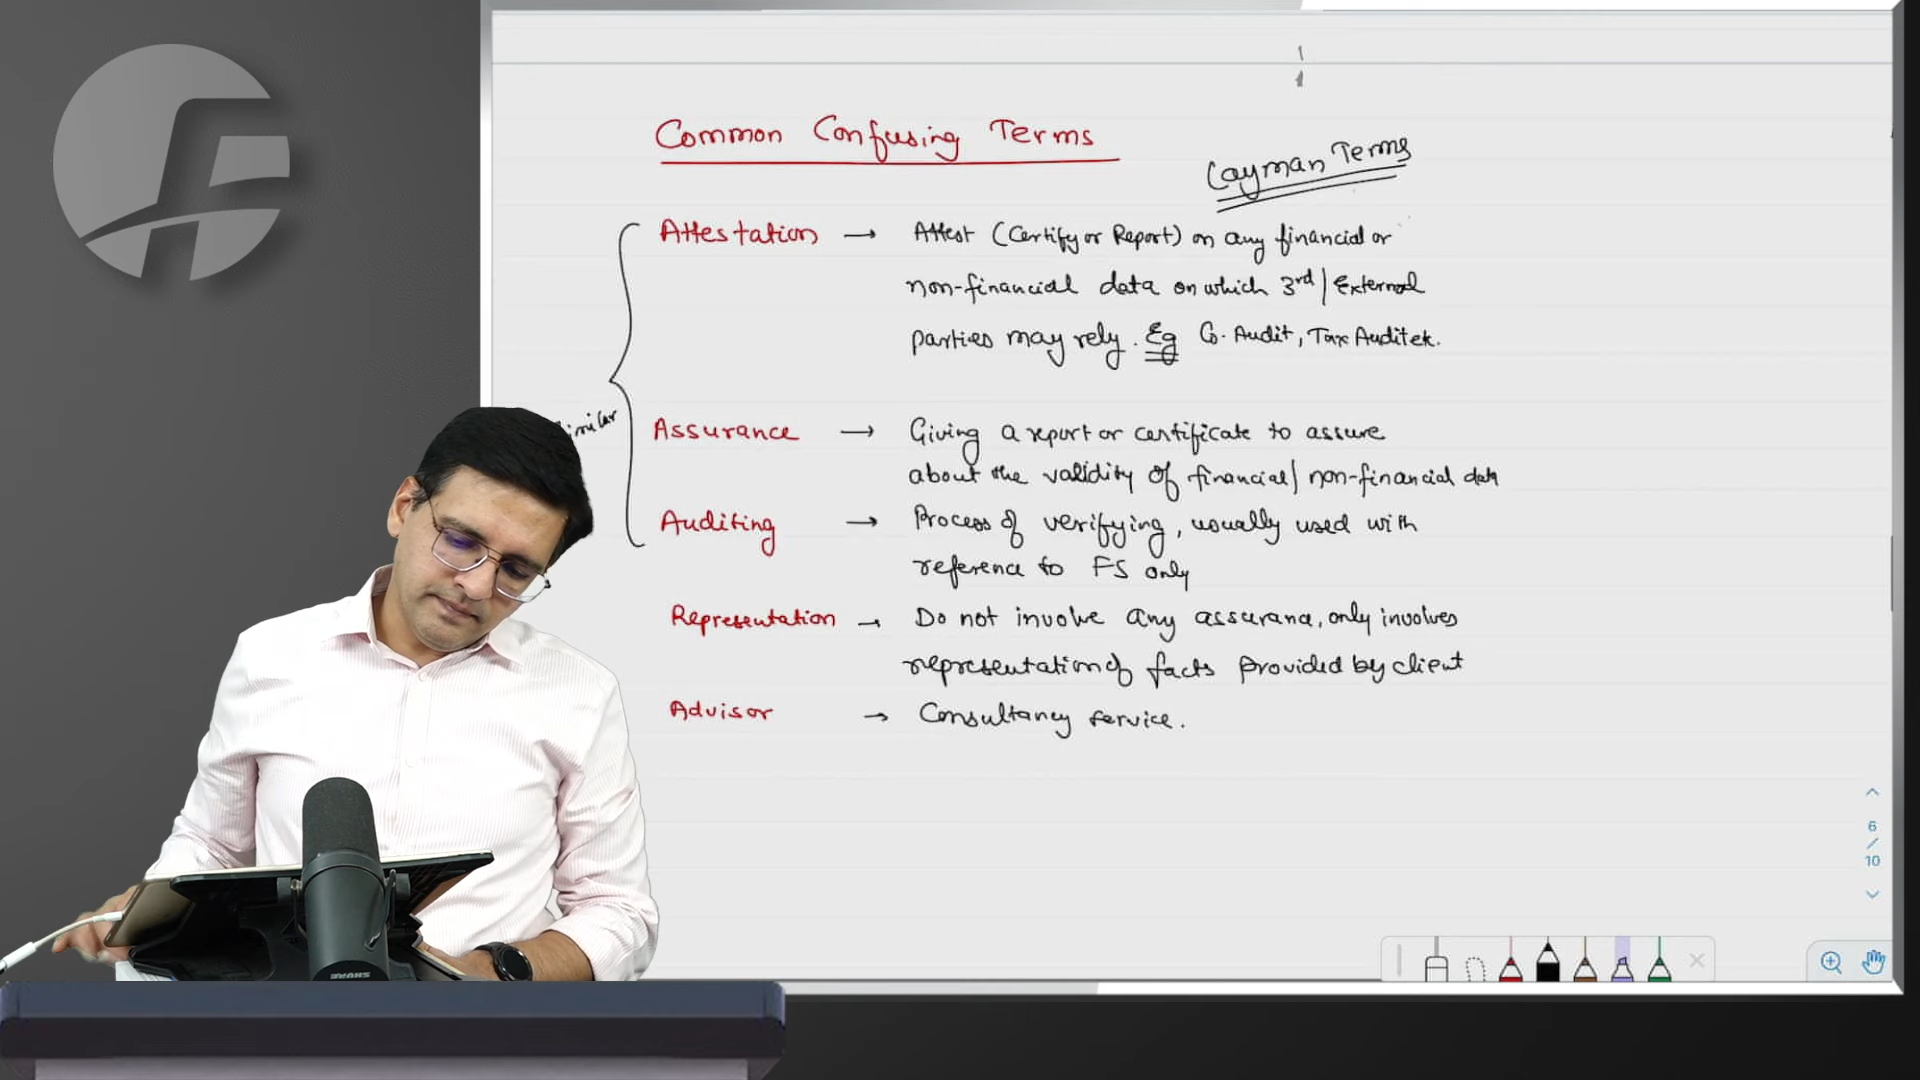 Common Confusing Terms
Layman Terms
Attestation → Attest (Certify or Report) on any financial or
non-financial data on which 3rd / External
parties may rely. Eg Co. Audit, Tax Audit etc.
Similar
Assurance → Giving a report or certificate to assure
about the validity of financial / non-financial data
Auditing → Process of verifying, usually used with
reference to FS only
Representation → Do not involve any assurance, only involves
representation of facts provided by client
Advisor → Consultancy service.
6
/
10
SHURE